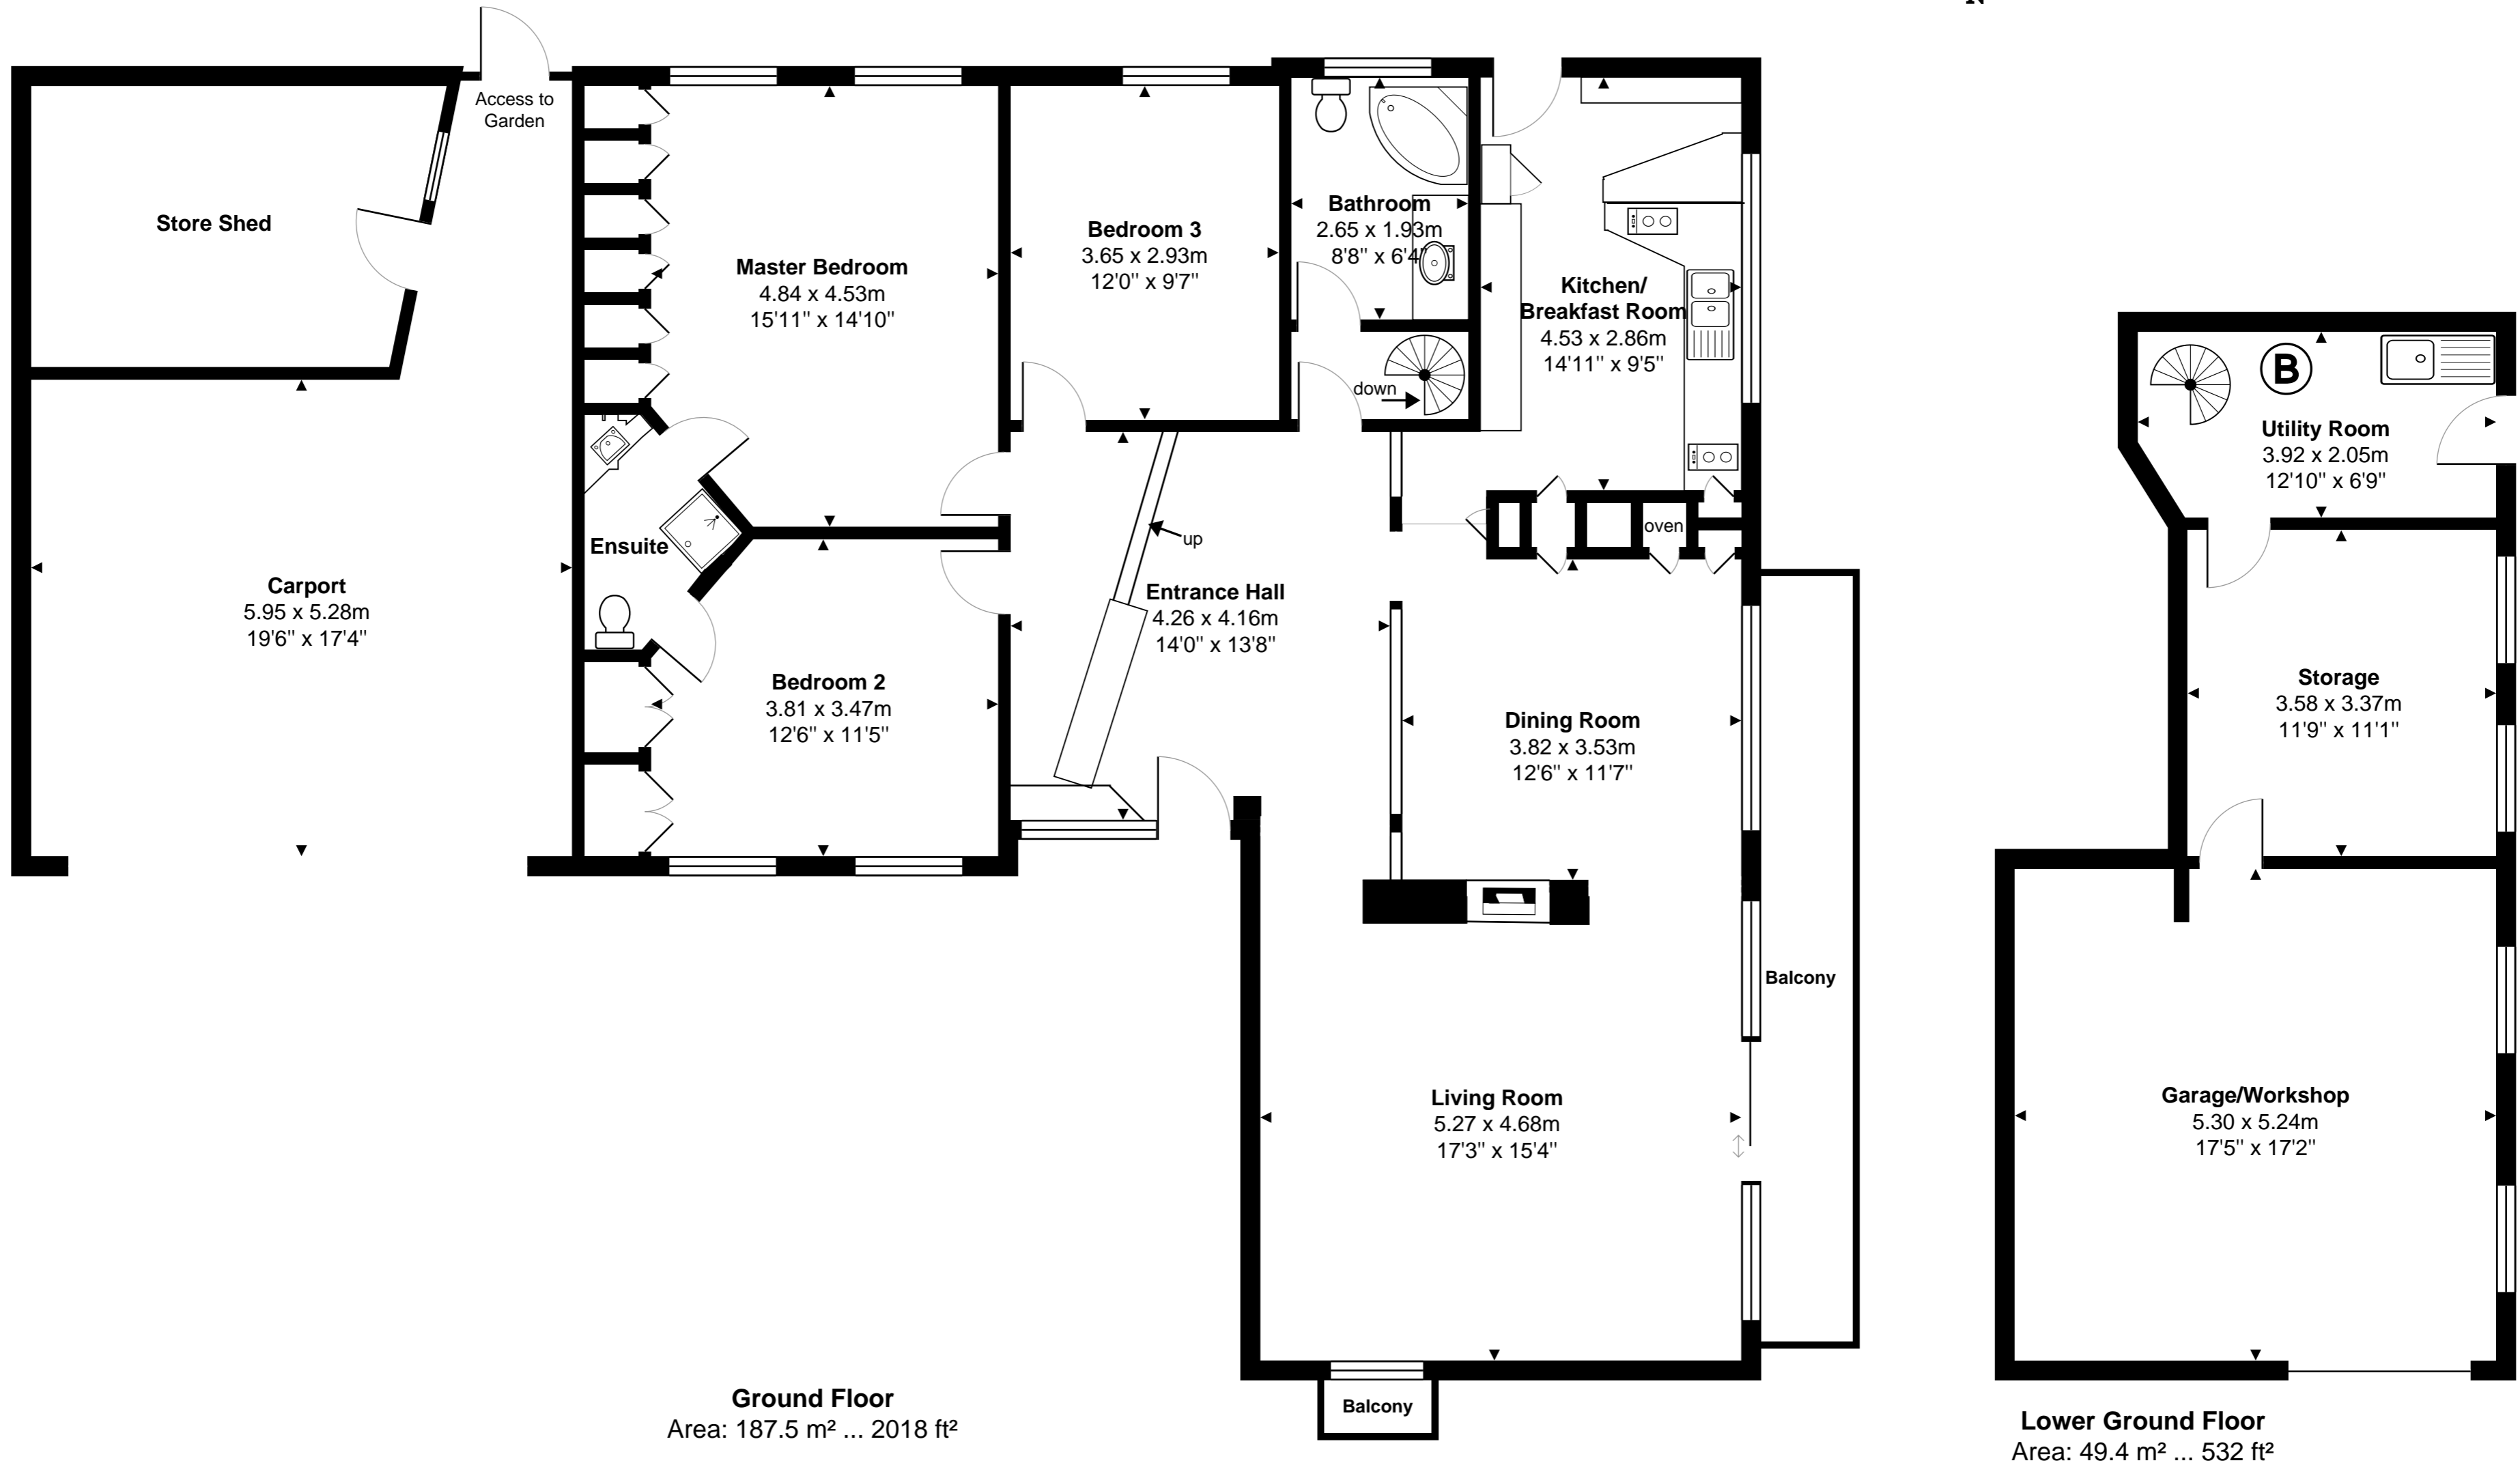 N
Access to
Garden
Store Shed
Master Bedroom
4.84 x 4.53m
15'11" x 14'10"
Bedroom 3
3.65 x 2.93m
12'0" x 9'7"
Bathroom
2.65 x 1.93m
8'8" x 6'4"
Kitchen/
Breakfast Room
4.53 x 2.86m
14'11" x 9'5"
down
B
Utility Room
3.92 x 2.05m
12'10" x 6'9"
Ensuite
up
oven
Carport
5.95 x 5.28m
19'6" x 17'4"
Entrance Hall
4.26 x 4.16m
14'0" x 13'8"
Bedroom 2
3.81 x 3.47m
12'6" x 11'5"
Dining Room
3.82 x 3.53m
12'6" x 11'7"
Storage
3.58 x 3.37m
11'9" x 11'1"
Balcony
Living Room
5.27 x 4.68m
17'3" x 15'4"
Garage/Workshop
5.30 x 5.24m
17'5" x 17'2"
Balcony
Ground Floor
Area: 187.5 m² ... 2018 ft²
Lower Ground Floor
Area: 49.4 m² ... 532 ft²